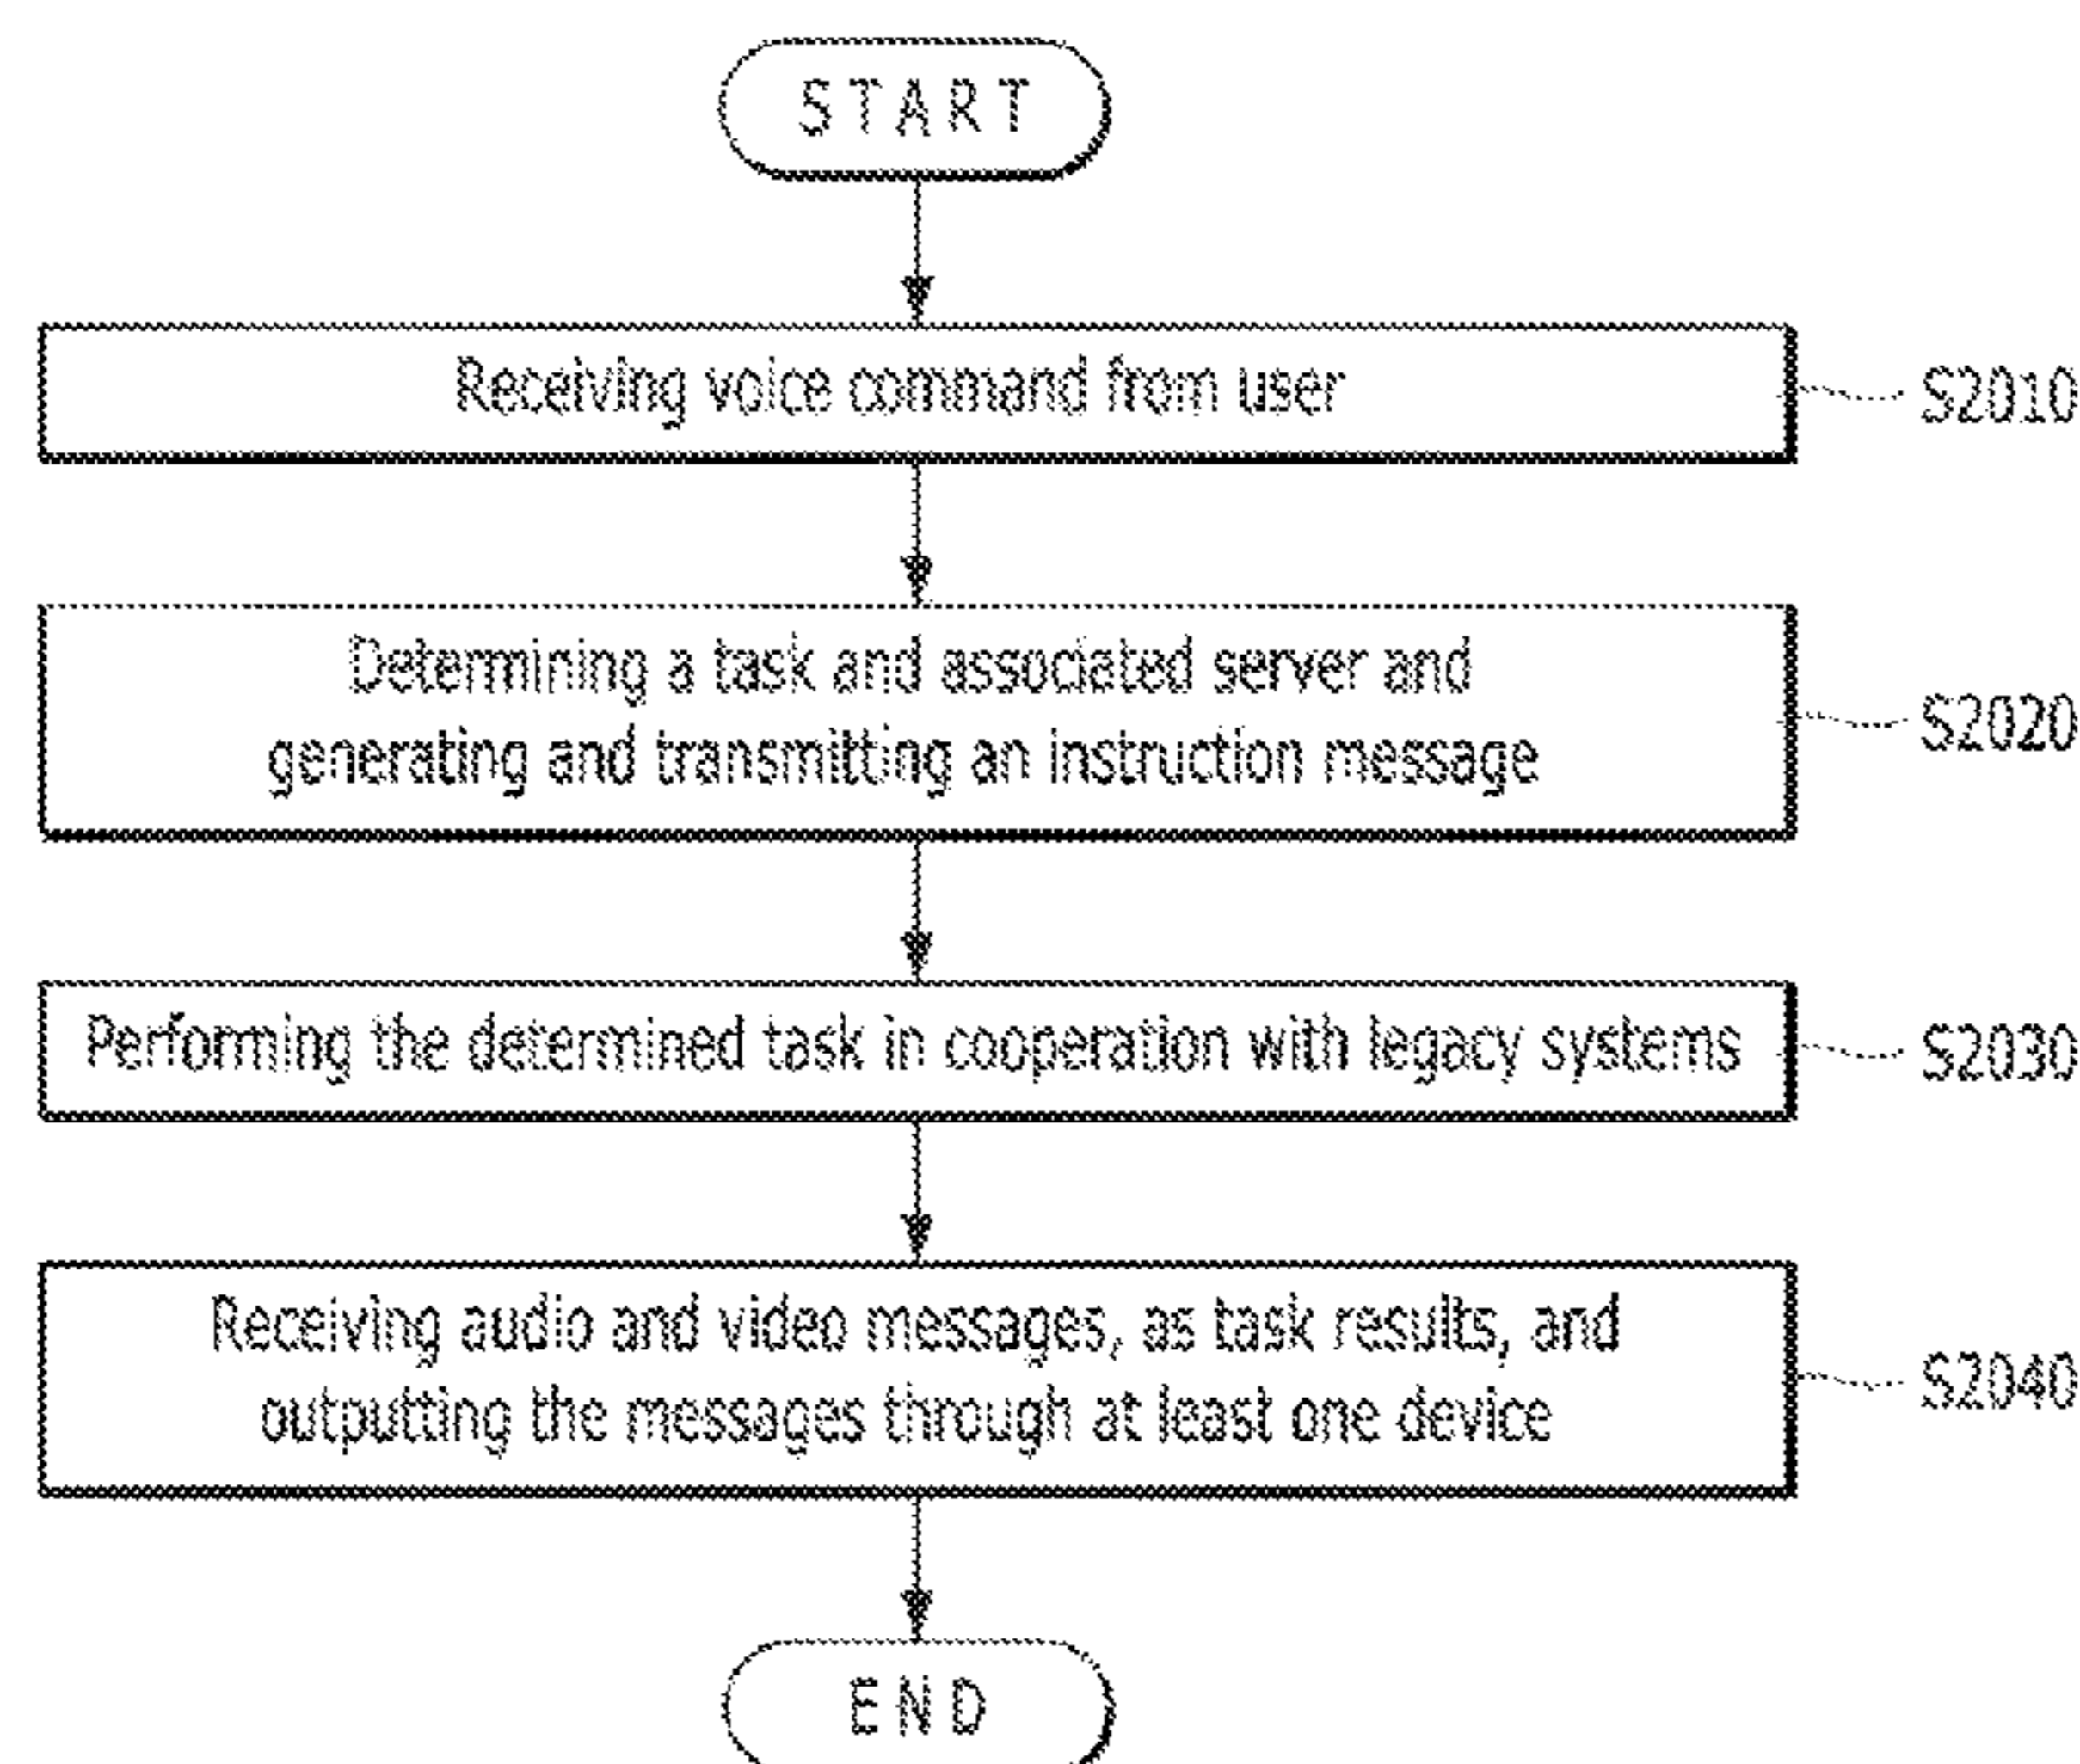 START
Receiving voice command from user
S2010
Determining a task and associated server and
generating and transmitting an instruction message
S2020
Performing the determined task in cooperation with legacy systems
S2030
Receiving audio and video messages, as task results, and
outputting the messages through at least one device
S2040
END